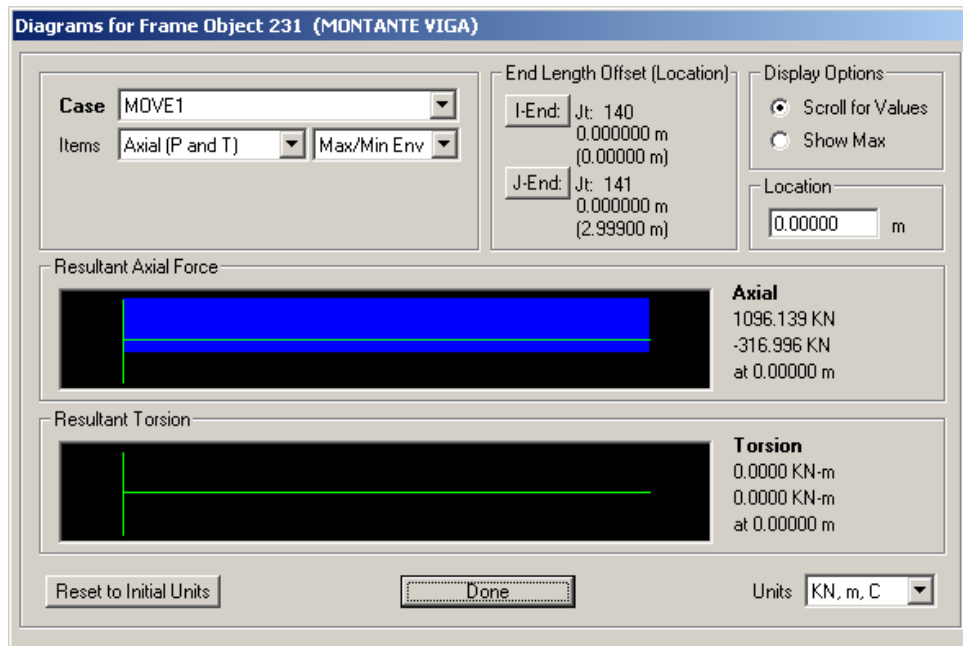 Diagrams for Frame Object 231 (MONTANTE VIGA)
Case MOVE1
Items Axial (P and T) Max/Min Env
End Length Offset (Location)
I-End: Jt: 140
0.000000 m
(0.00000 m)
J-End: Jt: 141
0.000000 m
(2.99900 m)
Display Options
Scroll for Values
Show Max
Location
0.00000 m
Resultant Axial Force
Axial
1096.139 KN
-316.996 KN
at 0.00000 m
Resultant Torsion
Torsion
0.0000 KN-m
0.0000 KN-m
at 0.00000 m
Reset to Initial Units
Done
Units KN, m, C